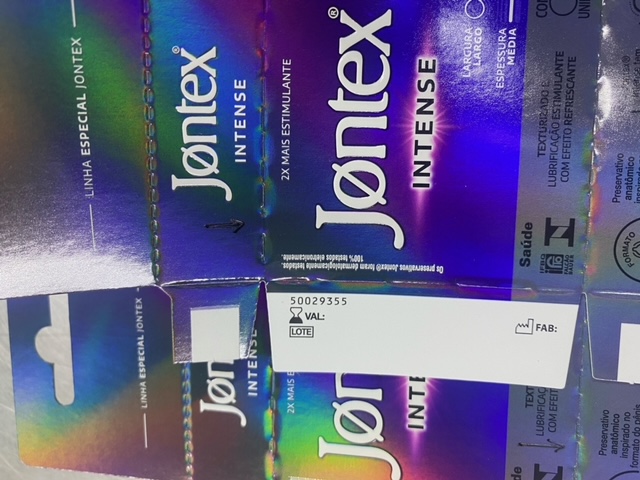 LINHA ESPECIAL JONTEX
Jontex®
INTENSE
2X MAIS ESTIMULANTE
Jontex®
INTENSE
LARGURA
LARGO
ESPESSURA
MÉDIA
TEXTURIZADO E
LUBRIFICAÇÃO ESTIMULANTE
COM EFEITO REFRESCANTE
Saúde
Preservativo
anatômico
FORMATO
Os preservativos Jontex® foram dermatologicamente testados.
100% testados eletronicamente.
50029355
VAL:
LOTE
FAB:
LINHA ESPECIAL JONTEX
INTENSE
2X MAIS
Preservativo
anatômico
inspirado no
formato do pênis